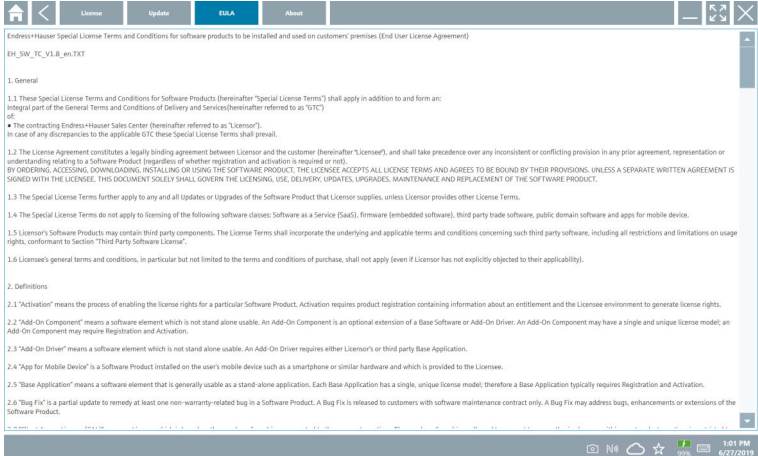 License
Update
EULA
About
Endress+Hauser Special License Terms and Conditions for software products to be installed and used on customers' premises (End User License Agreement)
EH_SW_TC_V1.8_en.TXT
1. General
1.1 These Special License Terms and Conditions for Software Products (hereinafter "Special License Terms") shall apply in addition to and form an:
Integral part of the General Terms and Conditions of Delivery and Services(hereinafter referred to as "GTC")
of:
● The contracting Endress+Hauser Sales Center (hereinafter referred to as "Licensor").
In case of any discrepancies to the applicable GTC these Special License Terms shall prevail.
1.2 The License Agreement constitutes a legally binding agreement between Licensor and the customer (hereinafter "Licensee"), and shall take precedence over any inconsistent or conflicting provision in any prior agreement, representation or
understanding relating to a Software Product (regardless of whether registration and activation is required or not).
BY ORDERING, ACCESSING, DOWNLOADING, INSTALLING OR USING THE SOFTWARE PRODUCT, THE LICENSEE ACCEPTS ALL LICENSE TERMS AND AGREES TO BE BOUND BY THEIR PROVISIONS. UNLESS A SEPARATE WRITTEN AGREEMENT IS
SIGNED WITH THE LICENSEE, THIS DOCUMENT SOLELY SHALL GOVERN THE LICENSING, USE, DELIVERY, UPDATES, UPGRADES, MAINTENANCE AND REPLACEMENT OF THE SOFTWARE PRODUCT.
1.3 The Special License Terms further apply to any and all Updates or Upgrades of the Software Product that Licensor supplies, unless Licensor provides other License Terms.
1.4 The Special License Terms do not apply to licensing of the following software classes: Software as a Service (SaaS), firmware (embedded software), third party trade software, public domain software and apps for mobile device.
1.5 Licensor's Software Products may contain third party components. The License Terms shall incorporate the underlying and applicable terms and conditions concerning such third party software, including all restrictions and limitations on usage
rights, conformant to Section "Third Party Software License".
1.6 Licensee's general terms and conditions, in particular but not limited to the terms and conditions of purchase, shall not apply (even if Licensor has not explicitly objected to their applicability).
2. Definitions
2.1 "Activation" means the process of enabling the license rights for a particular Software Product. Activation requires product registration containing information about an entitlement and the Licensee environment to generate license rights.
2.2 "Add-On Component" means a software element which is not stand alone usable. An Add-On Component is an optional extension of a Base Software or Add-On Driver. An Add-On Component may have a single and unique license model; an
Add-On Component may require Registration and Activation.
2.3 "Add-On Driver" means a software element which is not stand alone usable. An Add-On Driver requires either Licensor's or third party Base Application.
2.4 "App for Mobile Device" is a Software Product installed on the user's mobile device such as a smartphone or similar hardware and which is provided to the Licensee.
2.5 "Base Application" means a software element that is generally usable as a stand-alone application. Each Base Application has a single, unique license model; therefore a Base Application typically requires Registration and Activation.
2.6 "Bug Fix" is a partial update to remedy at least one non-warranty-related bug in a Software Product. A Bug Fix is released to customers with software maintenance contract only. A Bug Fix may address bugs, enhancements or extensions of the
Software Product.
99%
1:01 PM
6/27/2019